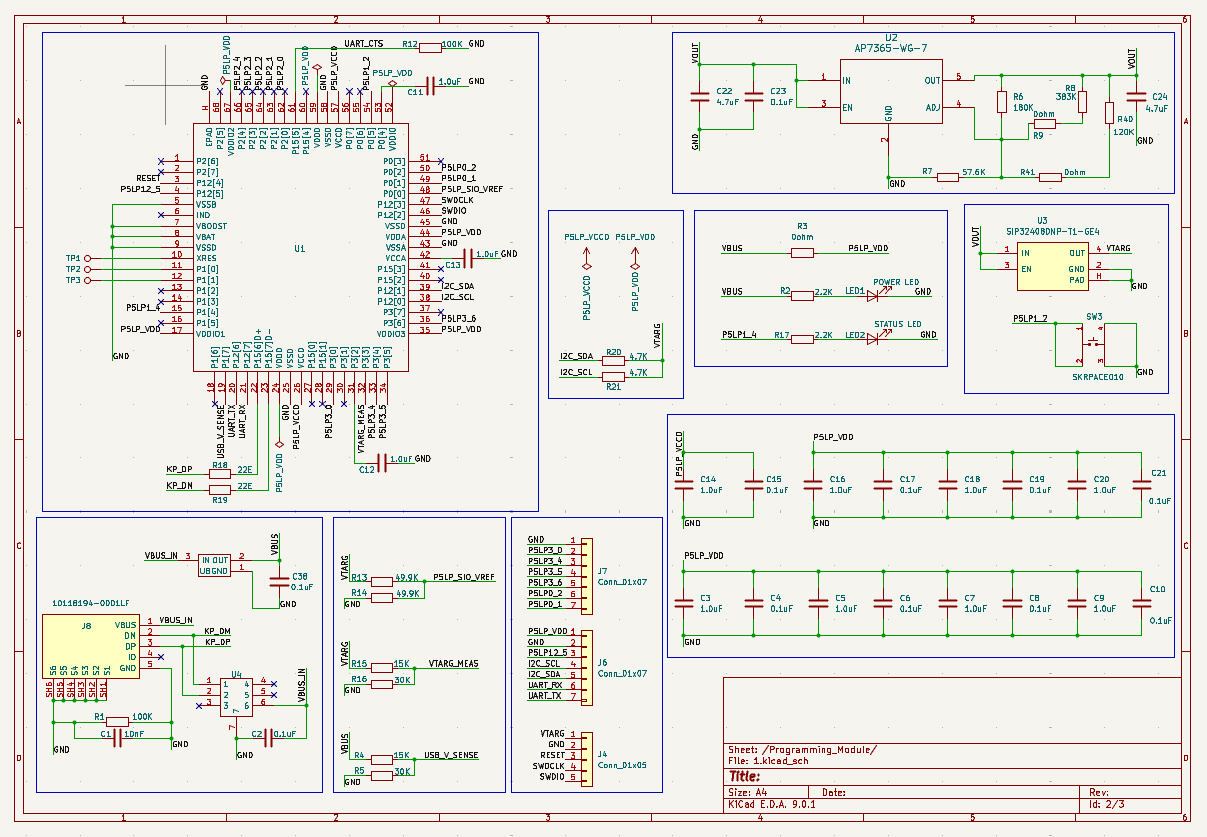 1 2 3 4 5 6
A
B
C
D
U1
GND
P5LP_VDD
P5LP2_4
P5LP2_3
P5LP2_2
P5LP2_1
P5LP2_0
UART_CTS
R12 100K GND
P5LP_VDD
GND
P5LP_VCCD
P5LP1_2
P5LP_VDD
C11 1.0uF GND
H 68 67 66 65 64 63 62 61 60 59 58 57 56 55 54 53 52
EPAD
P2[5]
VDDIO2
P2[4]
P2[3]
P2[2]
P2[1]
P2[0]
P15[5]
P15[4]
VDDD
VSSD
VCCD
P0[7]
P0[6]
P0[5]
P0[4]
VDDIO0
1 P2[6]
2 P2[7]
RESET 3 P12[4]
P5LP12_5 4 P12[5]
5 VSSB
6 IND
7 VBOOST
8 VBAT
9 VSSD
TP1 10 XRES
TP2 11 P1[0]
TP3 12 P1[1]
13 P1[2]
14 P1[3]
P5LP1_4 15 P1[4]
16 P1[5]
P5LP_VDD 17 VDDIO1
GND
P0[3] 51
P0[2] 50 P5LP0_2
P0[1] 49 P5LP0_1
P0[0] 48 P5LP_SIO_VREF
P12[3] 47 SWDCLK
P12[2] 46 SWDIO
VSSD 45 GND
VDDA 44 P5LP_VDD
VSSA 43 GND
VCCA 42 C13 1.0uF GND
P15[3] 41
P15[2] 40
P12[1] 39 I2C_SDA
P12[0] 38 I2C_SCL
P3[7] 37
P3[6] 36 P5LP3_6
VDDIO3 35 P5LP_VDD
P1[6]
P1[7]
P12[6]
P12[7]
P15[6]D+
P15[7]D-
VDDD
VSSD
VCCD
P15[0]
P15[1]
P3[0]
P3[1]
P3[2]
P3[3]
P3[4]
P3[5]
18 19 20 21 22 23 24 25 26 27 28 29 30 31 32 33 34
USB_V_SENSE
UART_TX
UART_RX
GND
P5LP_VCCD
P5LP3_0
VTARG_MEAS
P5LP3_4
P5LP3_5
P5LP_VDD
KP_DP R18 22E
KP_DN R19 22E
C12 1.0uF GND
U2
AP7365-WG-7
VOUT
C22 4.7uF
C23 0.1uF
GND
1 IN OUT 5
3 EN ADJ 4
GND 2
GND
R6 180K
0ohm R9
R8 383K
R40 120K
R7 57.6K
R41 0ohm
VOUT
C24 4.7uF
GND
P5LP_VCCD P5LP_VDD
P5LP_VCCD
P5LP_VDD
VTARG
I2C_SDA R20 4.7K
I2C_SCL R21 4.7K
R3
0ohm
VBUS P5LP_VDD
POWER LED
VBUS R2 2.2K LED1 GND
STATUS LED
P5LP1_4 R17 2.2K LED2 GND
U3
SIP32408DNP-T1-GE4
VOUT
1 IN OUT 4 VTARG
3 EN GND 2
PAD H
GND
P5LP1_2 SW3
1 3
2 4
GND
SKRPACE010
P5LP_VCCD
C14 1.0uF
C15 0.1uF
GND
P5LP_VDD
C16 1.0uF
C17 0.1uF
C18 1.0uF
C19 0.1uF
C20 1.0uF
C21 0.1uF
GND
P5LP_VDD
C3 1.0uF
C4 0.1uF
C5 1.0uF
C6 0.1uF
C7 1.0uF
C8 0.1uF
C9 1.0uF
C10 0.1uF
GND
VBUS_IN 3 IN OUT 2
U8 GND 1
VBUS
C38 0.1uF
GND
10118194-0001LF
J8
VBUS 1 VBUS_IN
DN 2 KP_DM
DP 3 KP_DP
ID 4
GND 5
S6 S5 S4 S3 S2 S1
SH6 SH5 SH4 SH3 SH2 SH1
R1 100K
C1 10nF
GND
GND
U4
1 1 4 4
2 2 5 5
3 3 6 6
7
7
VBUS_IN
C2 0.1uF
GND
VTARG
R13 49.9K P5LP_SIO_VREF
R14 49.9K
GND
VTARG
R15 15K VTARG_MEAS
R16 30K
GND
VBUS
R4 15K USB_V_SENSE
R5 30K
GND
GND 1
P5LP3_0 2
P5LP3_4 3
P5LP3_5 4
P5LP3_6 5
P5LP0_2 6
P5LP0_1 7
J7
Conn_01x07
P5LP_VDD 1
GND 2
P5LP12_5 3
I2C_SCL 4
I2C_SDA 5
UART_RX 6
UART_TX 7
J6
Conn_01x07
VTARG 1
GND 2
RESET 3
SWDCLK 4
SWDIO 5
J4
Conn_01x05
Sheet: /Programming_Module/
File: 1.kicad_sch
Title:
Size: A4 Date: Rev:
KiCad E.D.A. 9.0.1 Id: 2/3
1 2 3 4 5 6
A
B
C
D